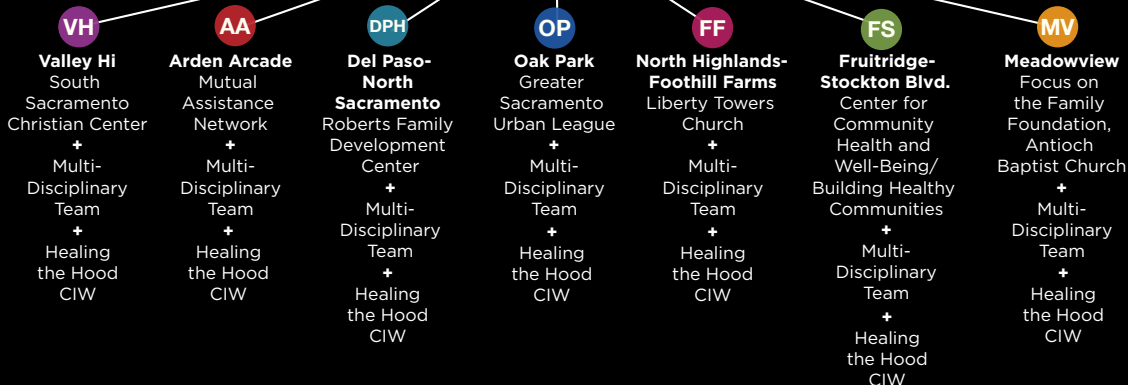 VH
Valley Hi
South
Sacramento
Christian Center
+
Multi-
Disciplinary
Team
+
Healing
the Hood
CIW
AA
Arden Arcade
Mutual
Assistance
Network
+
Multi-
Disciplinary
Team
+
Healing
the Hood
CIW
DPH
Del Paso-
North
Sacramento
Roberts Family
Development
Center
+
Multi-
Disciplinary
Team
+
Healing
the Hood
CIW
OP
Oak Park
Greater
Sacramento
Urban League
+
Multi-
Disciplinary
Team
+
Healing
the Hood
CIW
FF
North Highlands-
Foothill Farms
Liberty Towers
Church
+
Multi-
Disciplinary
Team
+
Healing
the Hood
CIW
FS
Fruitridge-
Stockton Blvd.
Center for
Community
Health and
Well-Being/
Building Healthy
Communities
+
Multi-
Disciplinary
Team
+
Healing
the Hood
CIW
MV
Meadowview
Focus on
the Family
Foundation,
Antioch
Baptist Church
+
Multi-
Disciplinary
Team
+
Healing
the Hood
CIW